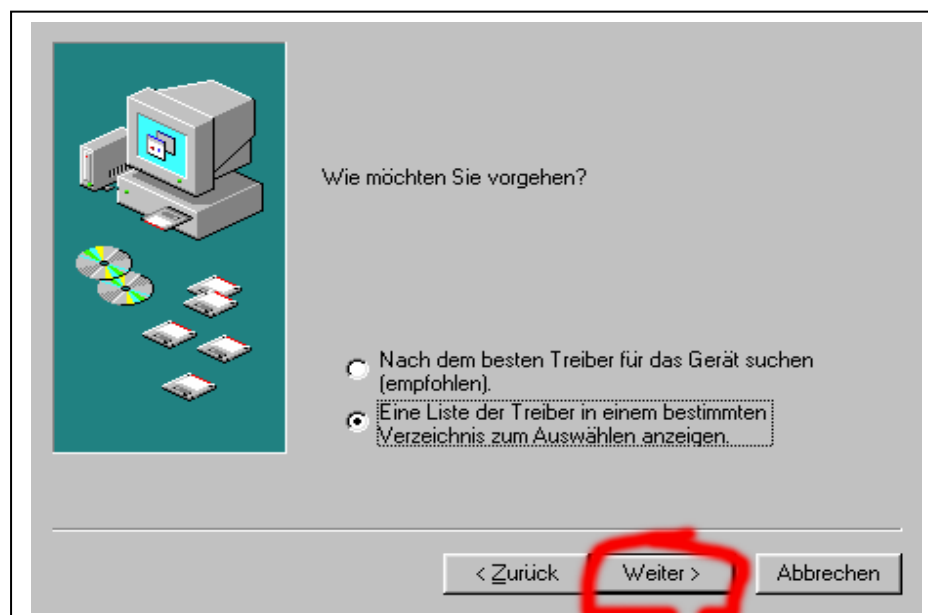 Wie möchten Sie vorgehen?
Nach dem besten Treiber für das Gerät suchen
(empfohlen).
Eine Liste der Treiber in einem bestimmten
Verzeichnis zum Auswählen anzeigen.
< Zurück
Weiter >
Abbrechen